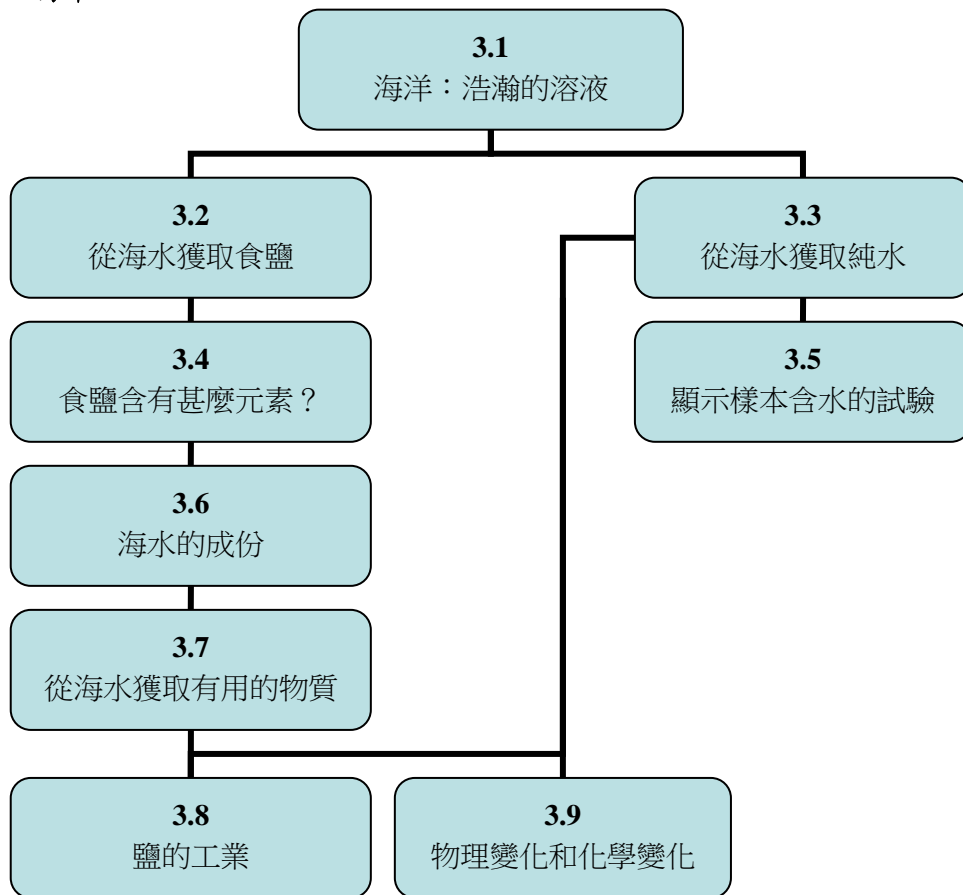 3.1
海洋：浩瀚的溶液
3.2
從海水獲取食鹽
3.3
從海水獲取純水
3.4
食鹽含有甚麼元素？
3.5
顯示樣本含水的試驗
3.6
海水的成份
3.7
從海水獲取有用的物質
3.8
鹽的工業
3.9
物理變化和化學變化